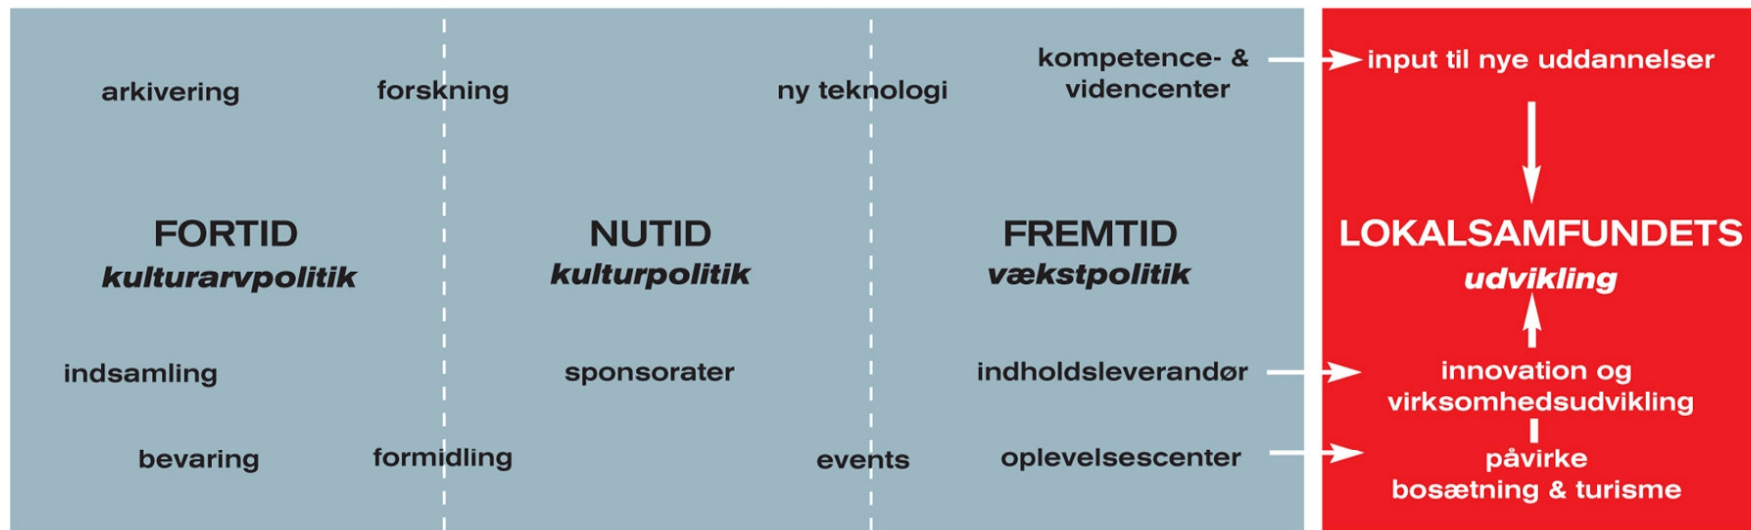 arkivering
forskning
ny teknologi
kompetence- &
videncenter
input til nye uddannelser
FORTID
kulturarvpolitik
NUTID
kulturpolitik
FREMTID
vækstpolitik
LOKALSAMFUNDETS
udvikling
indsamling
sponsorater
indholdsleverandør
innovation og
virksomhedsudvikling
bevaring
formidling
events
oplevelsescenter
påvirke
bosætning & turisme